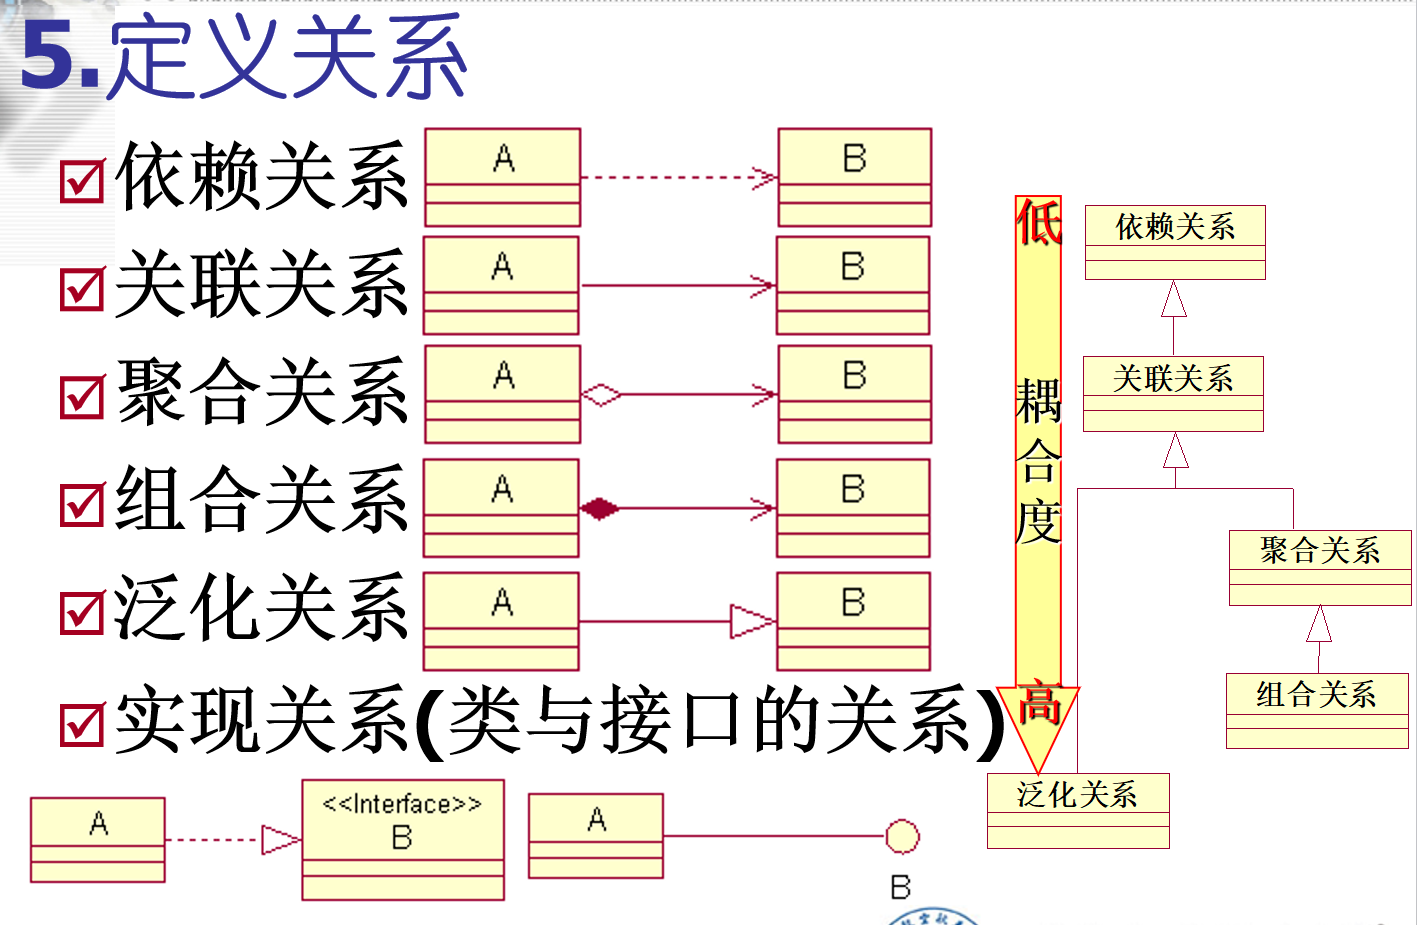 5.定义关系
依赖关系
A
B
关联关系
A
B
聚合关系
A
B
组合关系
A
B
泛化关系
A
B
实现关系(类与接口的关系)
A
<<Interface>>
B
A
B
低
耦
合
度
高
依赖关系
关联关系
聚合关系
组合关系
泛化关系